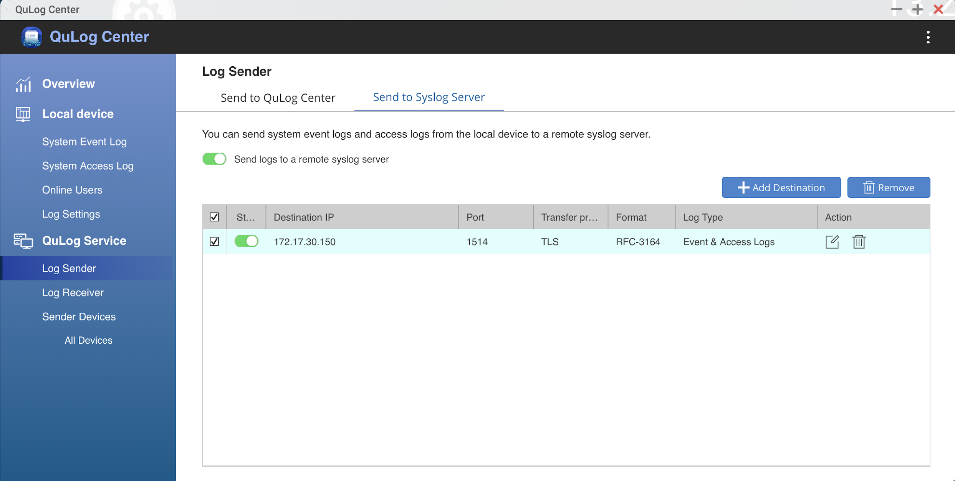 QuLog Center
QuLog Center
Overview
Local device
System Event Log
System Access Log
Online Users
Log Settings
QuLog Service
Log Sender
Log Receiver
Sender Devices
All Devices
Log Sender
Send to QuLog Center Send to Syslog Server
You can send system event logs and access logs from the local device to a remote syslog server.
Send logs to a remote syslog server
Add Destination Remove
St... Destination IP Port Transfer pr... Format Log Type Action
172.17.30.150 1514 TLS RFC-3164 Event & Access Logs